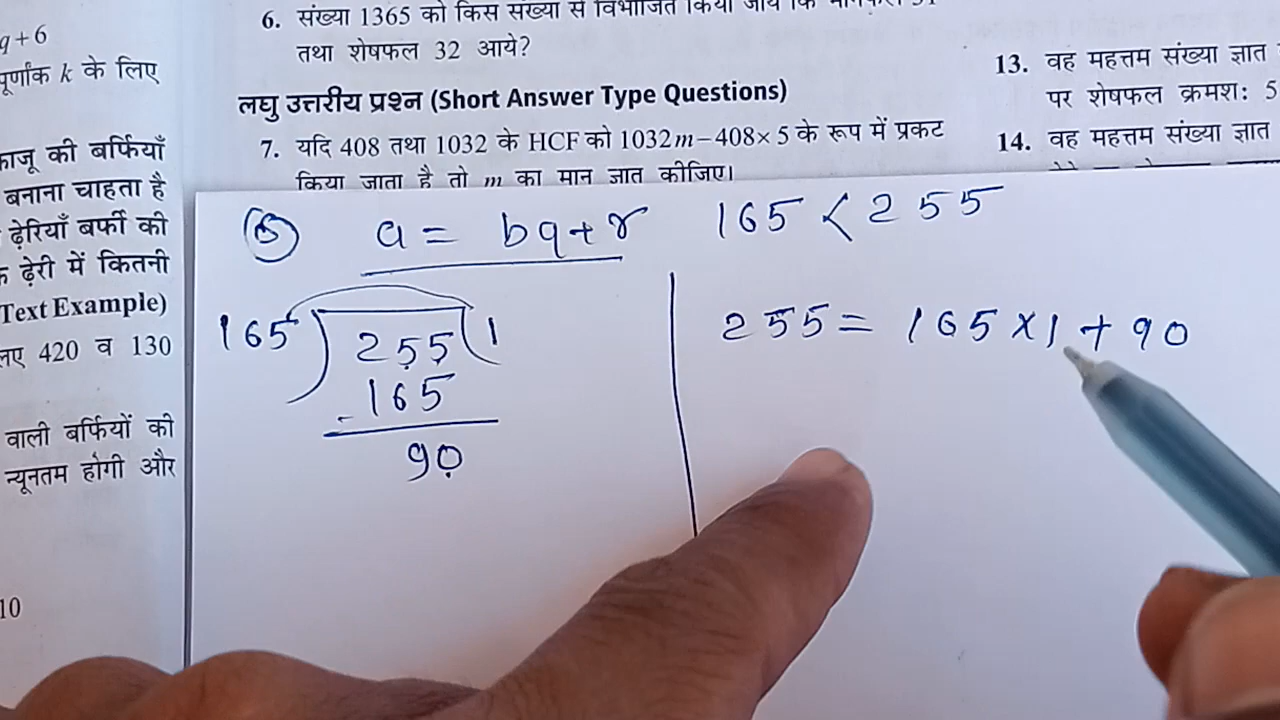 q+6
पूर्णांक k के लिए
काजू की बर्फियाँ
बनाना चाहता है
ढ़ेरियाँ बर्फी की
ढ़ेरी में कितनी
Text Example)
420 व 130
वाली बर्फियों की
न्यूनतम होगी और
10
6. संख्या 1365 को किस संख्या से विभाजित किया जाय कि
तथा शेषफल 32 आये?
लघु उत्तरीय प्रश्न (Short Answer Type Questions)
7. यदि 408 तथा 1032 के HCF को 1032m−408×5 के रूप में प्रकट
किया जाता है तो m का मान ज्ञात कीजिए।
13. वह महत्तम संख्या ज्ञात
पर शेषफल क्रमश: 5
14. वह महत्तम संख्या ज्ञात
a = bq+r 165 < 255
165 ) 255 ( 1
- 165
90
255 = 165 × 1 + 90